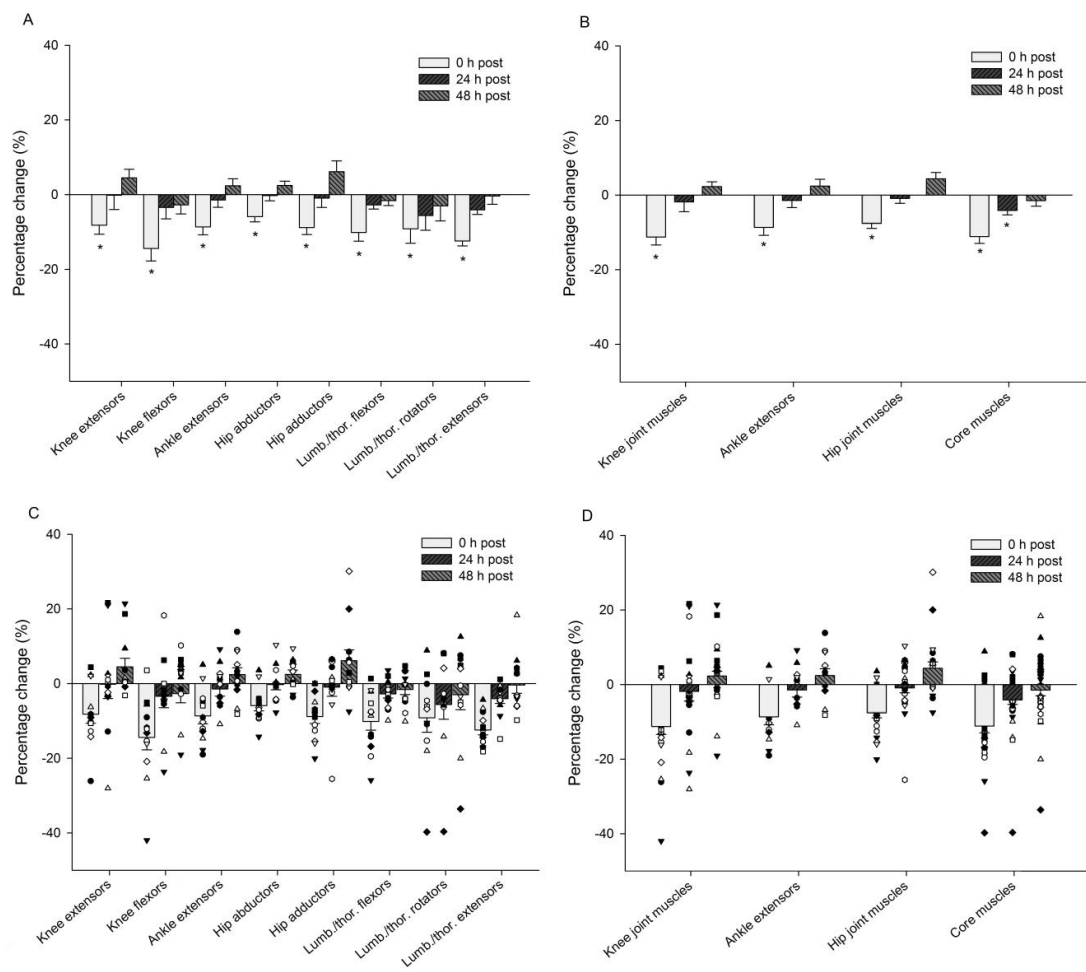 A
40
20
0
-20
-40
Percentage change (%)
0 h post
24 h post
48 h post
*
*
*
*
*
*
*
*
Knee extensors
Knee flexors
Ankle extensors
Hip abductors
Hip adductors
Lumb./thor. flexors
Lumb./thor. rotators
Lumb./thor. extensors
B
40
20
0
-20
-40
Percentage change (%)
0 h post
24 h post
48 h post
*
*
*
*
*
Knee joint muscles
Ankle extensors
Hip joint muscles
Core muscles
C
40
20
0
-20
-40
Percentage change (%)
0 h post
24 h post
48 h post
Knee extensors
Knee flexors
Ankle extensors
Hip abductors
Hip adductors
Lumb./thor. flexors
Lumb./thor. rotators
Lumb./thor. extensors
D
40
20
0
-20
-40
Percentage change (%)
0 h post
24 h post
48 h post
Knee joint muscles
Ankle extensors
Hip joint muscles
Core muscles